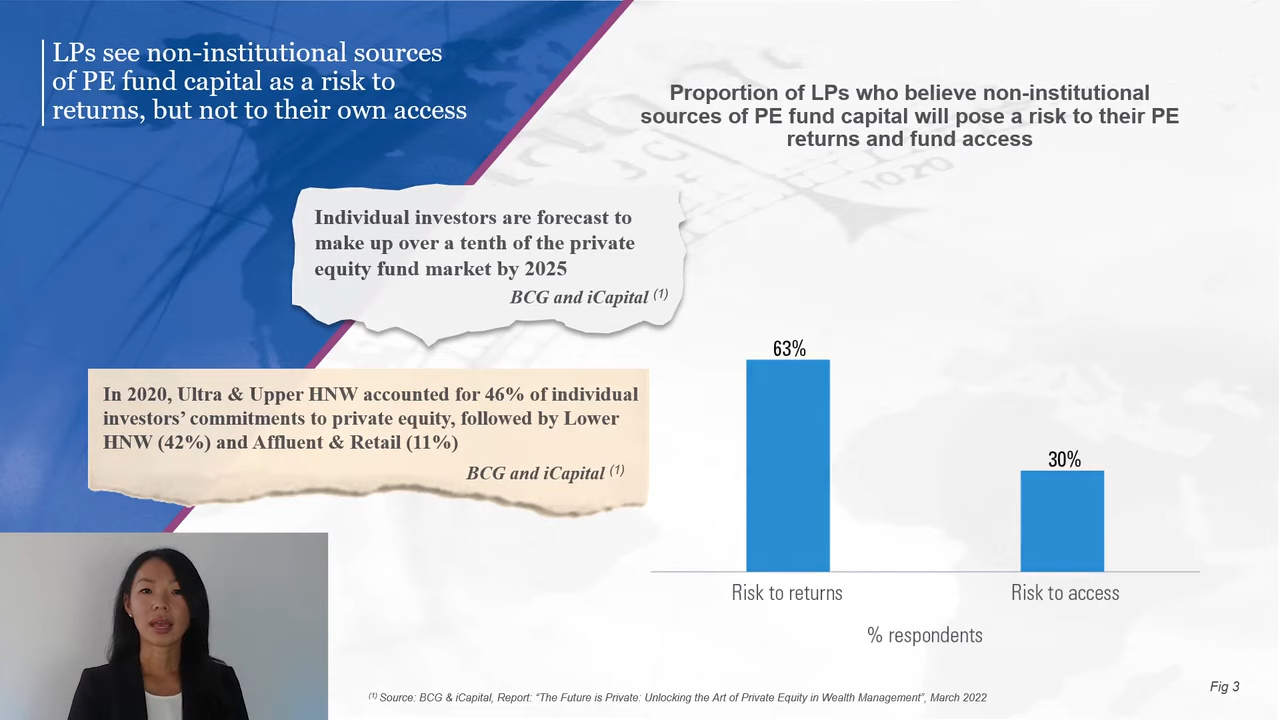 LPs see non-institutional sources
of PE fund capital as a risk to
returns, but not to their own access
Proportion of LPs who believe non-institutional
sources of PE fund capital will pose a risk to their PE
returns and fund access
Individual investors are forecast to
make up over a tenth of the private
equity fund market by 2025
BCG and iCapital (1)
In 2020, Ultra & Upper HNW accounted for 46% of individual
investors’ commitments to private equity, followed by Lower
HNW (42%) and Affluent & Retail (11%)
BCG and iCapital (1)
63%
30%
Risk to returns
Risk to access
% respondents
(1) Source: BCG & iCapital, Report: “The Future is Private: Unlocking the Art of Private Equity in Wealth Management”, March 2022
Fig 3
1020